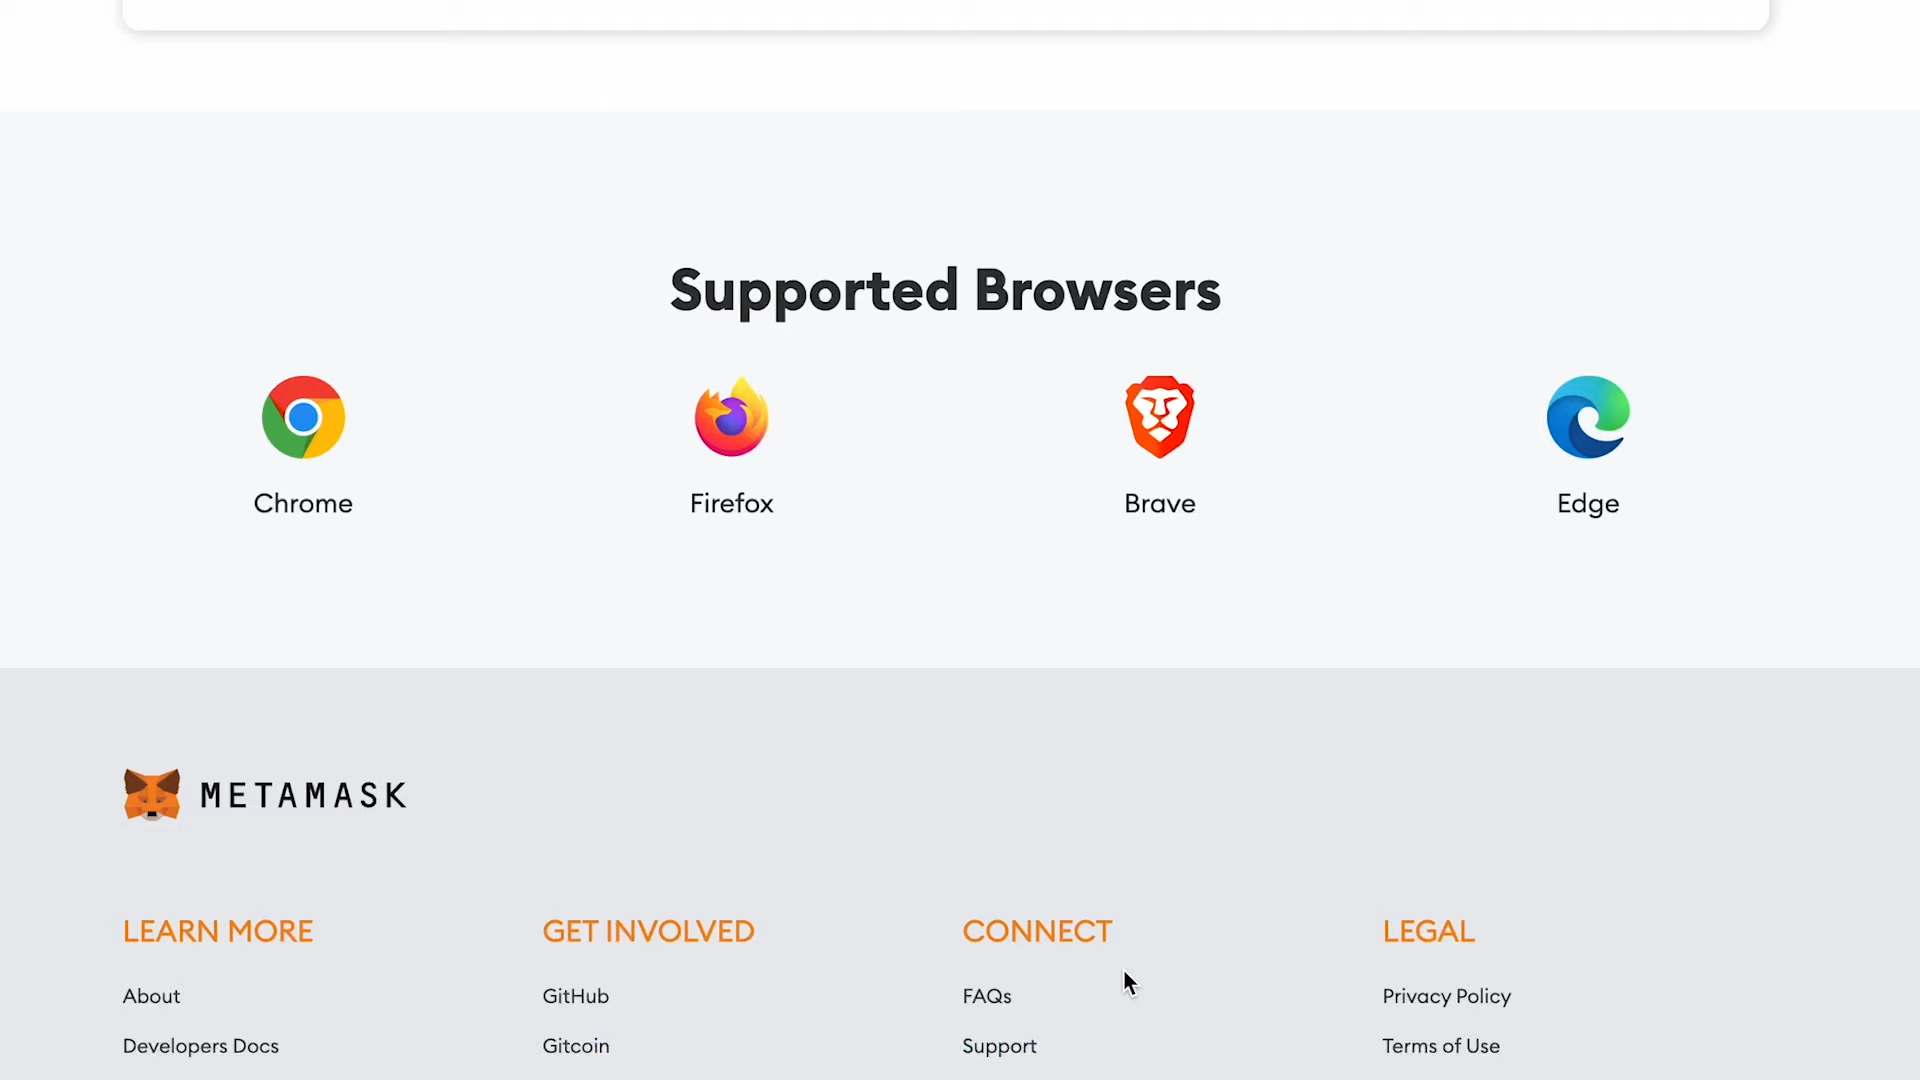 Supported Browsers
Chrome
Firefox
Brave
Edge
METAMASK
LEARN MORE
About
Developers Docs
GET INVOLVED
GitHub
Gitcoin
CONNECT
FAQs
Support
LEGAL
Privacy Policy
Terms of Use